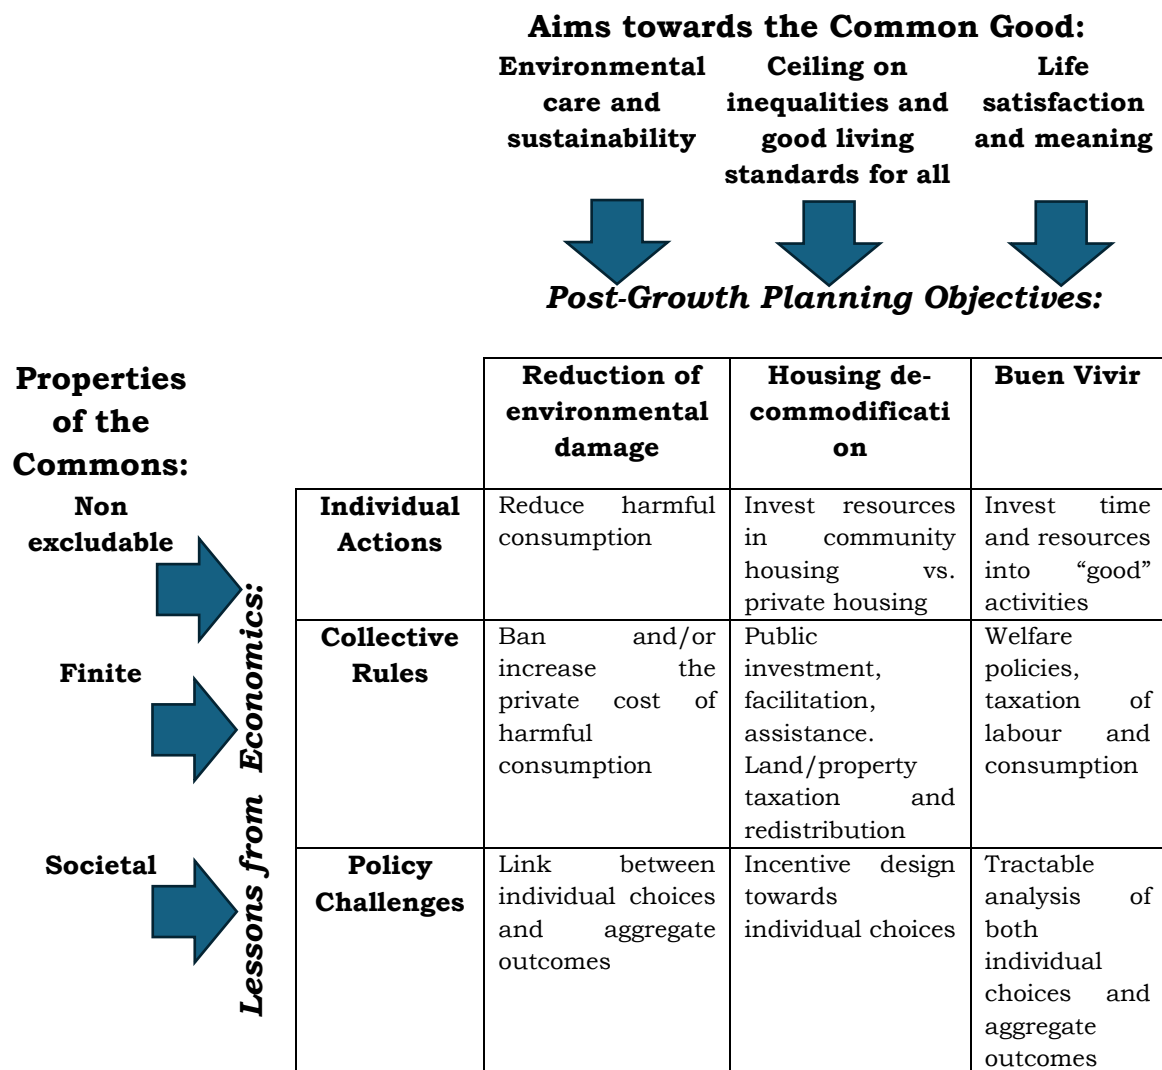 Aims towards the Common Good:
Environmental
care and
sustainability
Ceiling on
inequalities and
good living
standards for all
Life
satisfaction
and meaning
Post-Growth Planning Objectives:
Properties
of the
Commons:
Reduction of
environmental
damage
Housing de-
commodificati
on
Buen Vivir
Non
excludable
Finite
Societal
Lessons from Economics:
Individual
Actions
Reduce harmful
consumption
Invest resources
in community
housing vs.
private housing
Invest time
and resources
into “good”
activities
Collective
Rules
Ban and/or
increase the
private cost of
harmful
consumption
Public
investment,
facilitation,
assistance.
Land/property
taxation and
redistribution
Welfare
policies,
taxation of
labour and
consumption
Policy
Challenges
Link between
individual choices
and aggregate
outcomes
Incentive design
towards
individual choices
Tractable
analysis of
both
individual
choices and
aggregate
outcomes